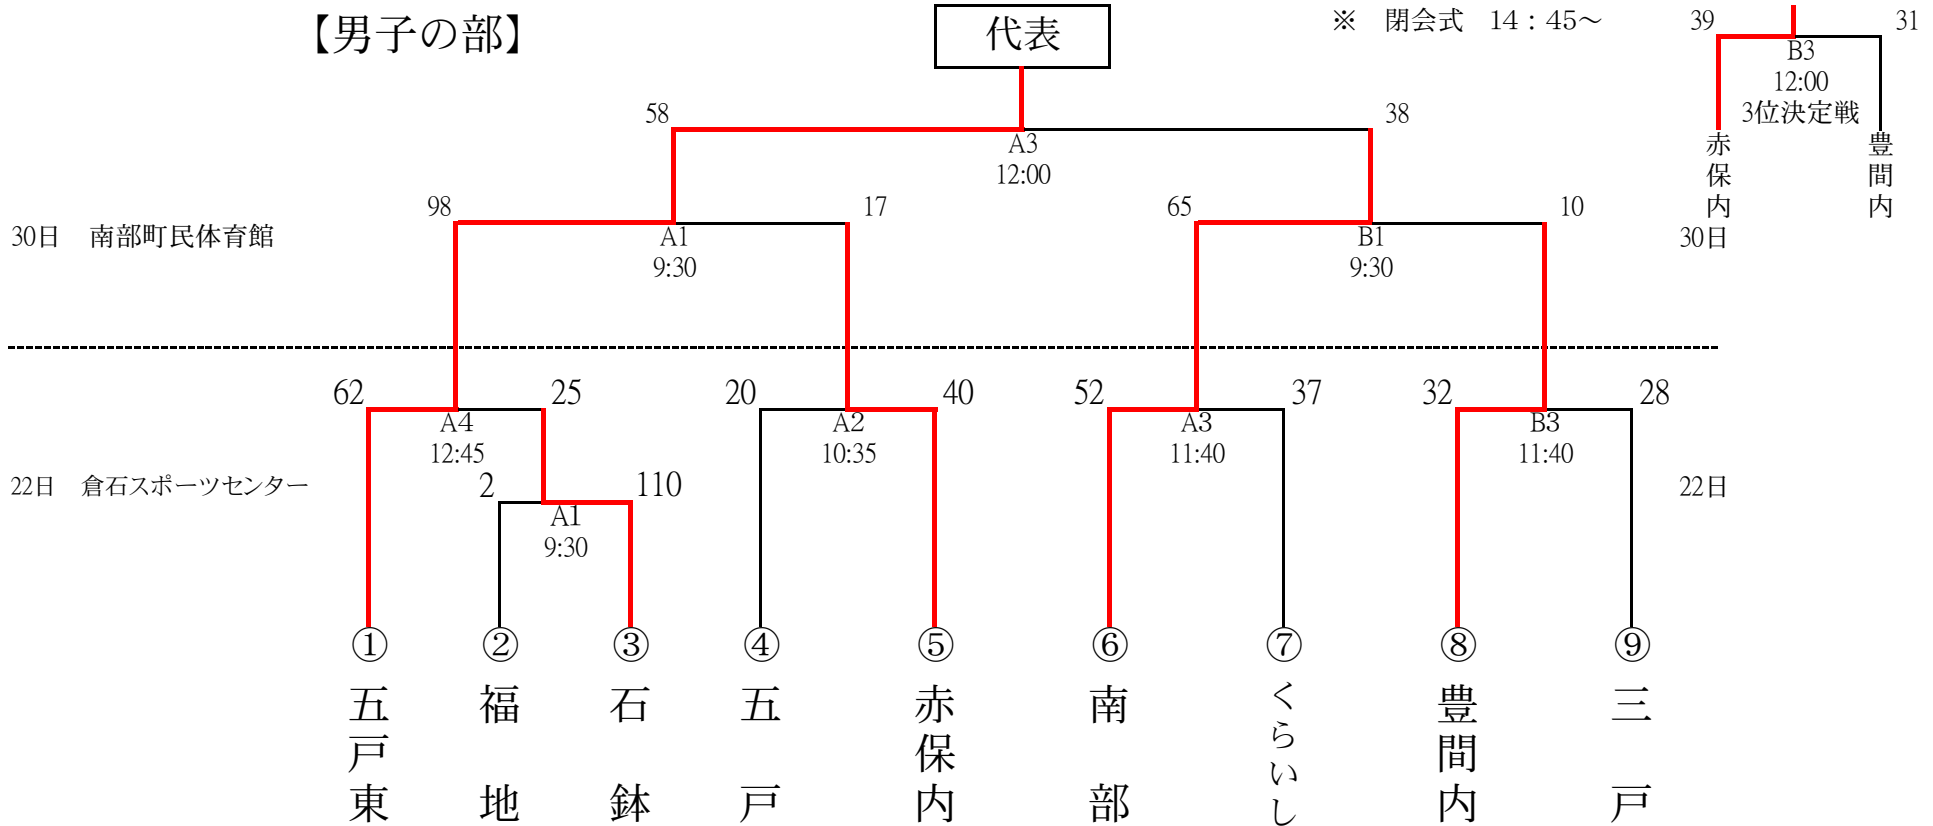 【男子の部】
代表
※　閉会式　14：45～
39
31
B3
12:00
3位決定戦
赤保内
豊間内
58
38
A3
12:00
98
17
65
10
30日　南部町民体育館
A1
9:30
B1
9:30
30日
62
25
20
40
52
37
32
28
A4
12:45
A2
10:35
A3
11:40
B3
11:40
22日　倉石スポーツセンター
2
110
22日
A1
9:30
①
②
③
④
⑤
⑥
⑦
⑧
⑨
五戸東
福地
石鉢
五戸
赤保内
南部
くらいし
豊間内
三戸